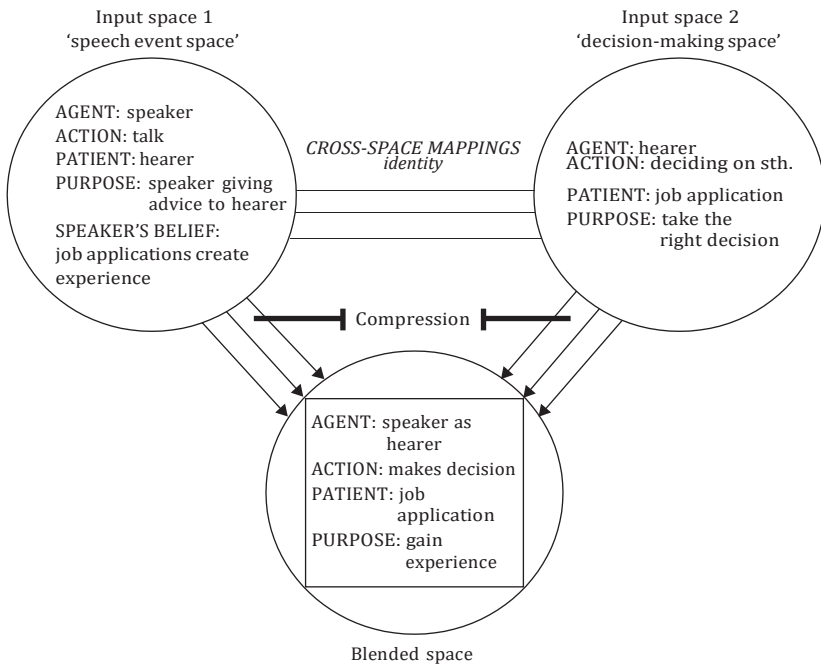 Input space 1
'speech event space'
AGENT: speaker
ACTION: talk
PATIENT: hearer
PURPOSE: speaker giving
advice to hearer
SPEAKER'S BELIEF:
job applications create
experience
CROSS-SPACE MAPPINGS
identity
Input space 2
'decision-making space'
AGENT: hearer
ACTION: deciding on sth.
PATIENT: job application
PURPOSE: take the
right decision
Compression
AGENT: speaker as
hearer
ACTION: makes decision
PATIENT: job
application
PURPOSE: gain
experience
Blended space